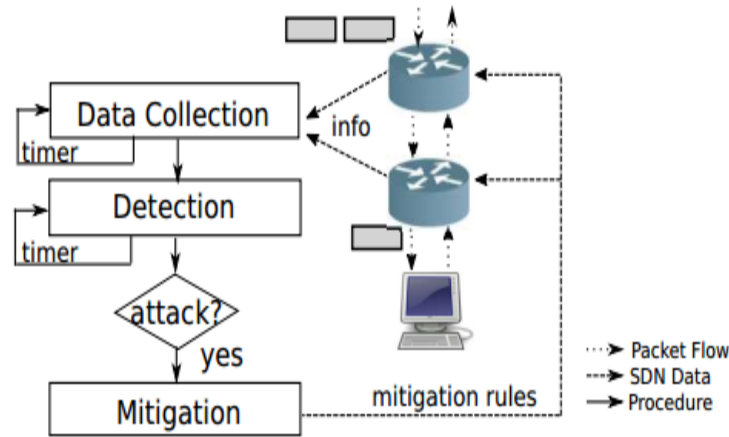 Data Collection
timer
info
Detection
timer
attack?
yes
Mitigation
mitigation rules
Packet Flow
SDN Data
Procedure